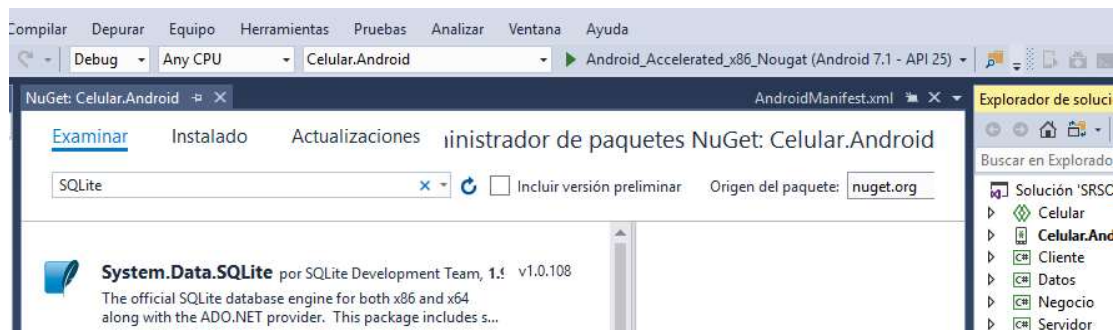 Compilar Depurar Equipo Herramientas Pruebas Analizar Ventana Ayuda
Debug Any CPU Celular.Android Android_Accelerated_x86_Nougat (Android 7.1 - API 25)
NuGet: Celular.Android AndroidManifest.xml Explorador de soluci
Examinar Instalado Actualizaciones ninistrador de paquetes NuGet: Celular.Android
Buscar en Explorado
SQLite Incluir versión preliminar Origen del paquete: nuget.org
Solución 'SRSC
Celular
Celular.And
Cliente
Datos
Negocio
Servidor
System.Data.SQLite por SQLite Development Team, 1.9 v1.0.108
The official SQLite database engine for both x86 and x64
along with the ADO.NET provider. This package includes s...